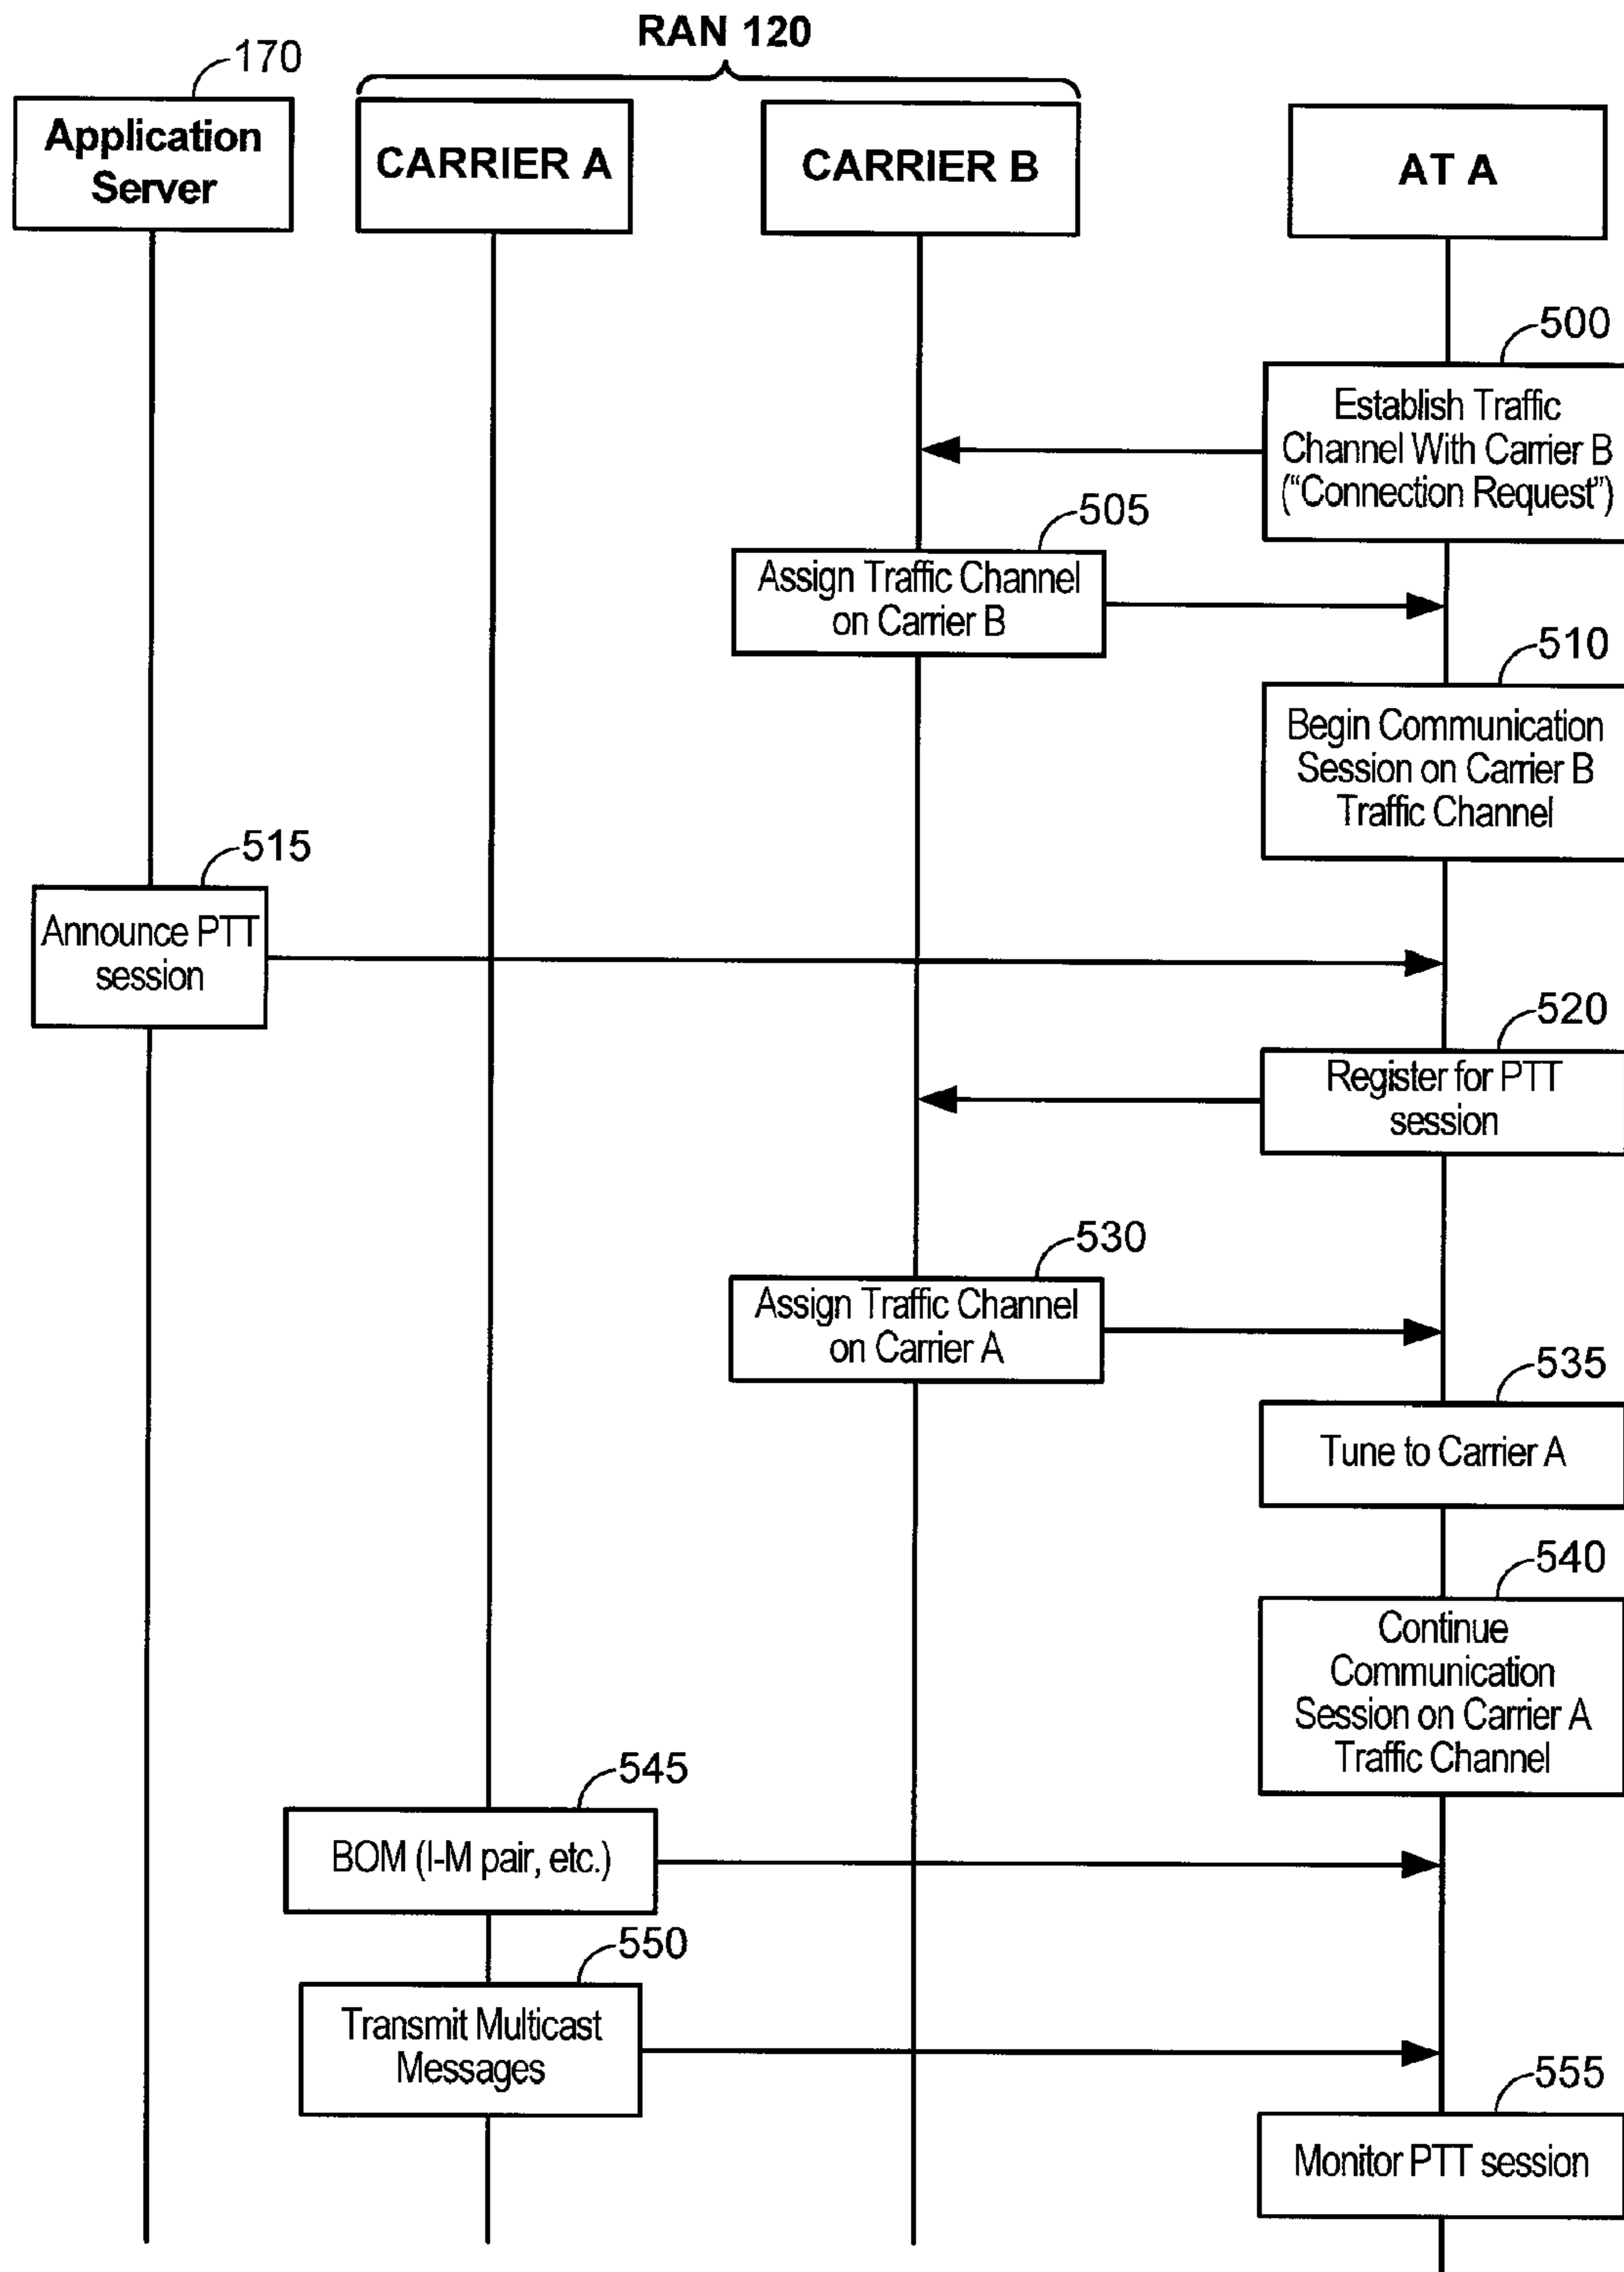 RAN 120
170
Application
Server
CARRIER A
CARRIER B
AT A
500
Establish Traffic
Channel With Carrier B
(“Connection Request”)
505
Assign Traffic Channel
on Carrier B
510
Begin Communication
Session on Carrier B
Traffic Channel
515
Announce PTT
session
520
Register for PTT
session
530
Assign Traffic Channel
on Carrier A
535
Tune to Carrier A
540
Continue
Communication
Session on Carrier A
Traffic Channel
545
BOM (I-M pair, etc.)
550
Transmit Multicast
Messages
555
Monitor PTT session